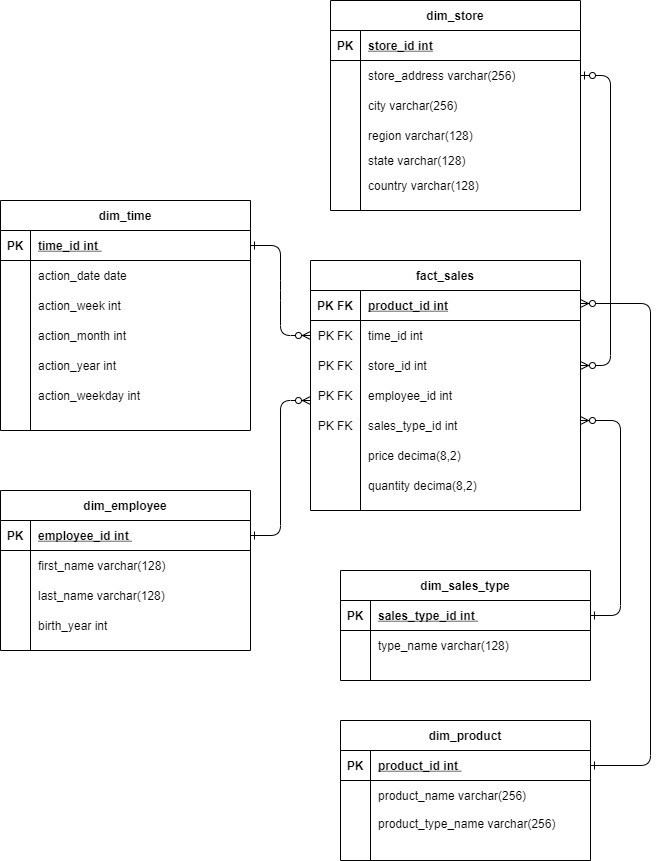 dim_store
PK store_id int
store_address varchar(256)
city varchar(256)
region varchar(128)
state varchar(128)
country varchar(128)
dim_time
PK time_id int
action_date date
action_week int
action_month int
action_year int
action_weekday int
fact_sales
PK FK product_id int
PK FK time_id int
PK FK store_id int
PK FK employee_id int
PK FK sales_type_id int
price decima(8,2)
quantity decima(8,2)
dim_employee
PK employee_id int
first_name varchar(128)
last_name varchar(128)
birth_year int
dim_sales_type
PK sales_type_id int
type_name varchar(128)
dim_product
PK product_id int
product_name varchar(256)
product_type_name varchar(256)